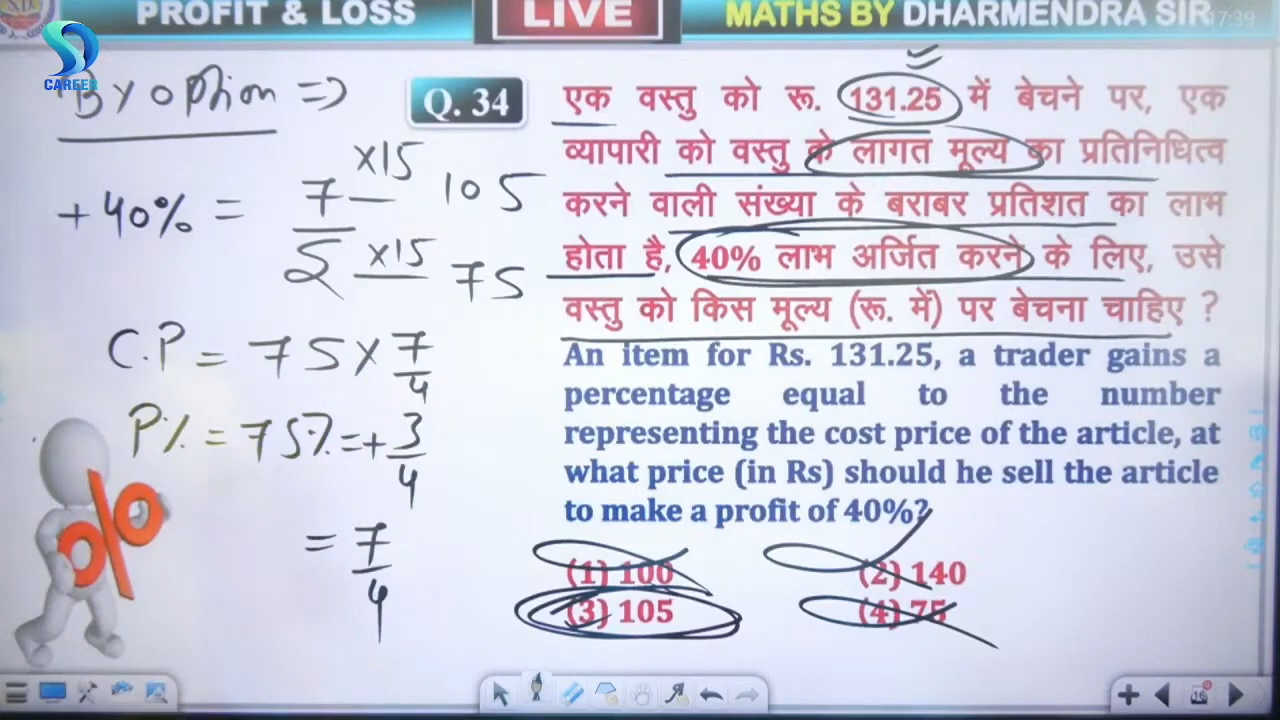 PROFIT & LOSS
LIVE
MATHS BY DHARMENDRA SIR
17:39
CAREER
By option ⇒
Q. 34
एक वस्तु को रू. 131.25 में बेचने पर, एक
व्यापारी को वस्तु के लागत मूल्य का प्रतिनिधित्व
करने वाली संख्या के बराबर प्रतिशत का लाभ
होता है, 40% लाभ अर्जित करने के लिए, उसे
वस्तु को किस मूल्य (रू. में) पर बेचना चाहिए ?
An item for Rs. 131.25, a trader gains a
percentage equal to the number
representing the cost price of the article, at
what price (in Rs) should he sell the article
to make a profit of 40%?
(1) 100 (2) 140
(3) 105 (4) 75
×15
+40% = 7 — 105
5 ×15 — 75
C.P = 75 × 7/4
P% = 75% = + 3/4
= 7/4